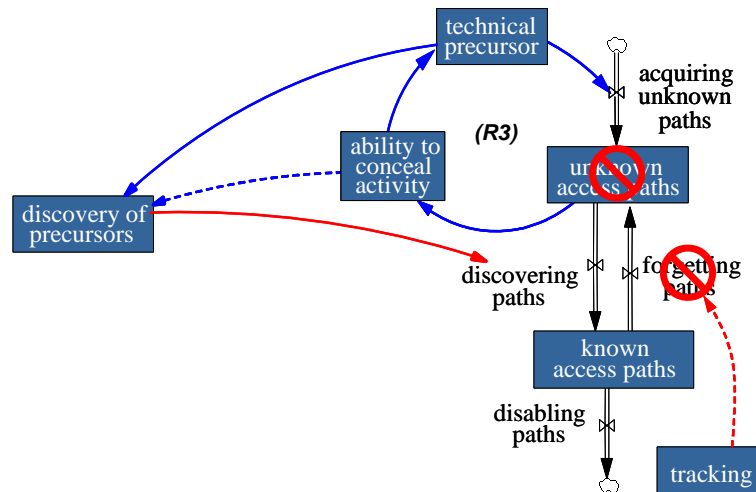 technical
precursor
acquiring
unknown
paths
(R3)
ability to
conceal
activity
unknown
access paths
discovery of
precursors
discovering
paths
forgetting
paths
known
access paths
disabling
paths
tracking